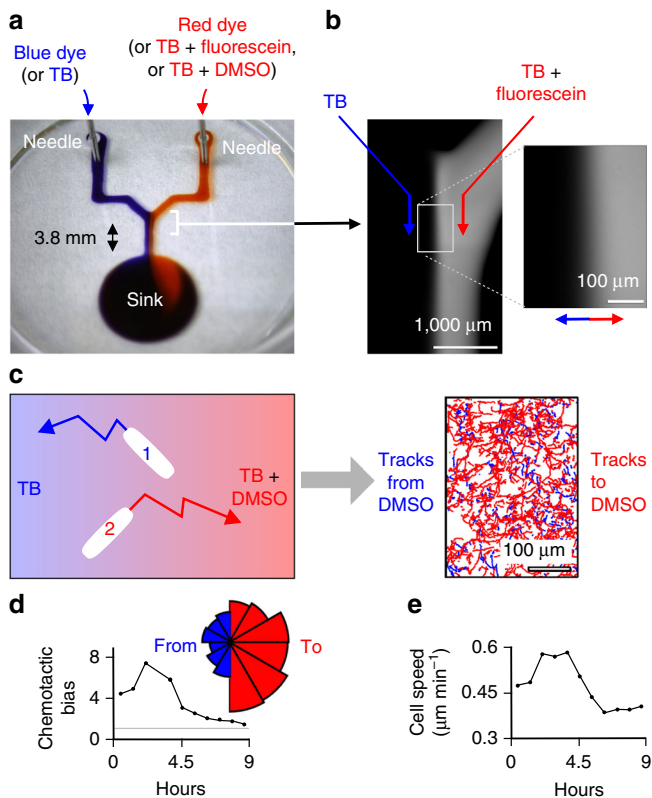 a
Blue dye
(or TB)
Red dye
(or TB + fluorescein,
or TB + DMSO)
Needle
Needle
3.8 mm
Sink
b
TB
TB +
fluorescein
1,000 μm
100 μm
c
TB
1
2
TB +
DMSO
Tracks
from
DMSO
Tracks
to
DMSO
100 μm
d
From
To
Chemotactic
bias
8
4
0
0
4.5
9
Hours
e
Cell speed
(μm min⁻¹)
0.6
0.45
0.3
0
4.5
9
Hours